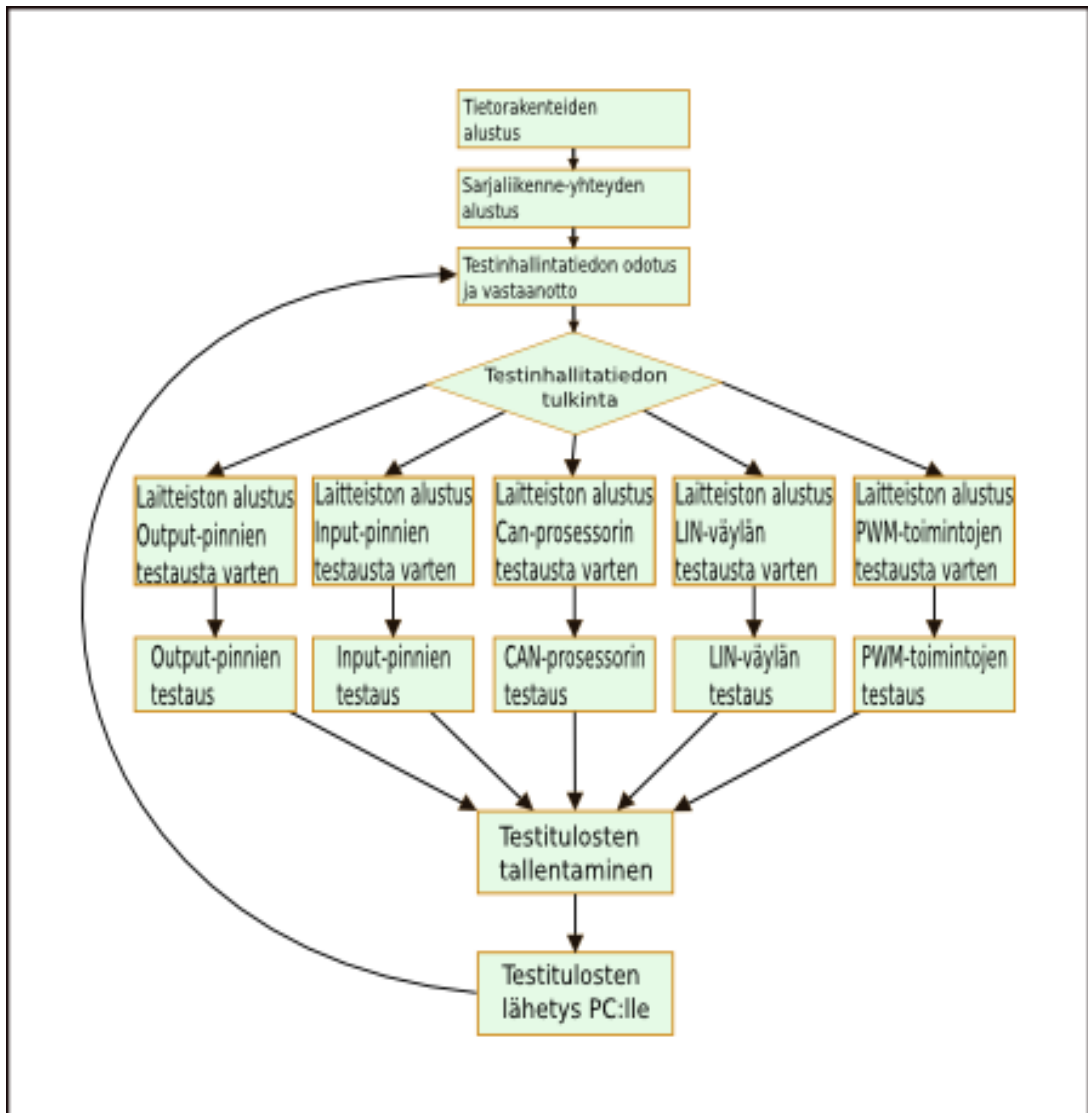 Tietorakenteiden
alustus
Sarjaliikenne-yhteyden
alustus
Testinhallintatiedon odotus
ja vastaanotto
Testinhallitatiedon
tulkinta
Laitteiston alustus
Output-pinnien
testausta varten
Laitteiston alustus
Input-pinnien
testausta varten
Laitteiston alustus
Can-prosessorin
testausta varten
Laitteiston alustus
LIN-väylän
testausta varten
Laitteiston alustus
PWM-toimintojen
testausta varten
Output-pinnien
testaus
Input-pinnien
testaus
CAN-prosessorin
testaus
LIN-väylän
testaus
PWM-toimintojen
testaus
Testitulosten
tallentaminen
Testitulosten
lähetys PC:lle